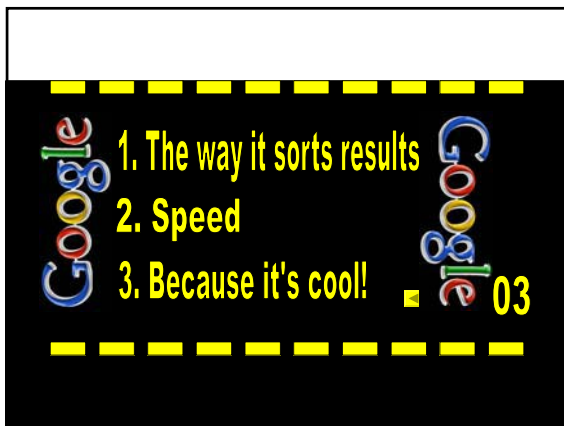 Google
1. The way it sorts results
2. Speed
3. Because it's cool!
Google
03